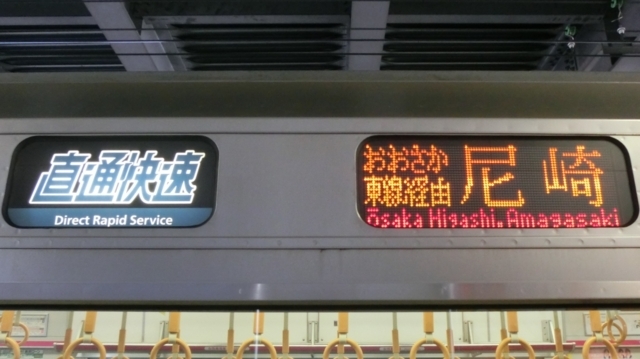 直通快速
Direct Rapid Service
おおさか
東線経由
尼崎
Ōsaka Higashi.Amagasaki